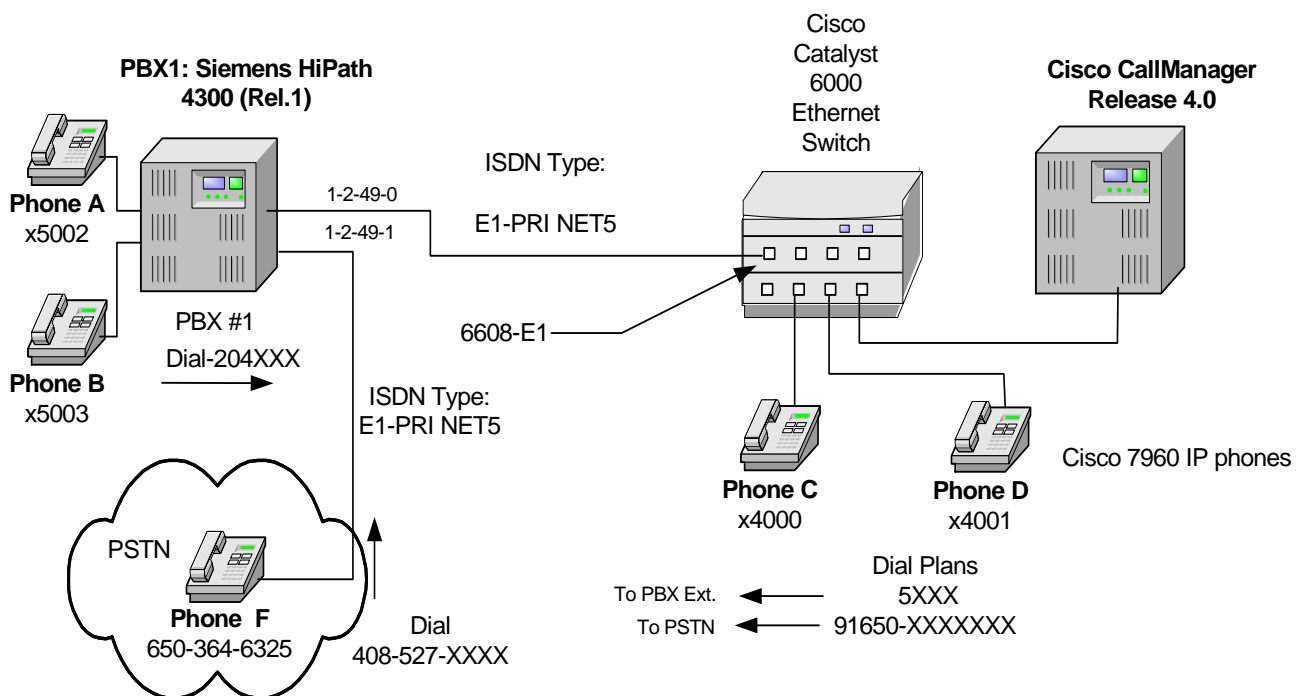 Cisco
Catalyst
6000
Ethernet
Switch
PBX1: Siemens HiPath
4300 (Rel.1)
Cisco CallManager
Release 4.0
Phone A
x5002
1-2-49-0
1-2-49-1
ISDN Type:
E1-PRI NET5
PBX #1
Dial-204XXX
6608-E1
Phone B
x5003
ISDN Type:
E1-PRI NET5
Phone C
x4000
Phone D
x4001
Cisco 7960 IP phones
PSTN
Phone F
650-364-6325
Dial
408-527-XXXX
Dial Plans
To PBX Ext.
5XXX
To PSTN
91650-XXXXXXX